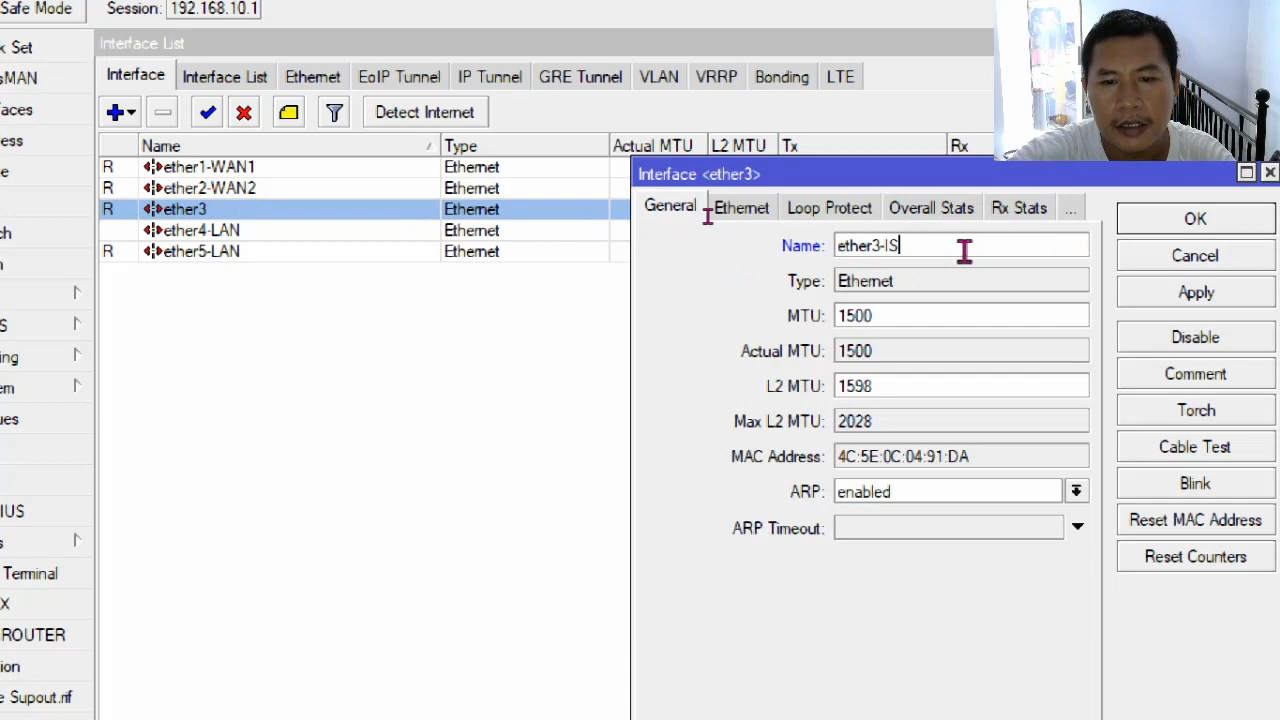 Safe Mode Session: 192.168.10.1
Interface List
Interface Interface List Ethernet EoIP Tunnel IP Tunnel GRE Tunnel VLAN VRRP Bonding LTE
Detect Internet
Name Type Actual MTU L2 MTU Tx Rx
R ether1-WAN1 Ethernet
R ether2-WAN2 Ethernet
R ether3 Ethernet
ether4-LAN Ethernet
R ether5-LAN Ethernet
k Set
sMAN
faces
ess
e
ch
n
S
ng
em
ues
IUS
s
Terminal
X
ROUTER
ion
e Supout.rif
Interface <ether3>
General Ethernet Loop Protect Overall Stats Rx Stats ...
Name: ether3-IS
Type: Ethernet
MTU: 1500
Actual MTU: 1500
L2 MTU: 1598
Max L2 MTU: 2028
MAC Address: 4C:5E:0C:04:91:DA
ARP: enabled
ARP Timeout:
OK
Cancel
Apply
Disable
Comment
Torch
Cable Test
Blink
Reset MAC Address
Reset Counters